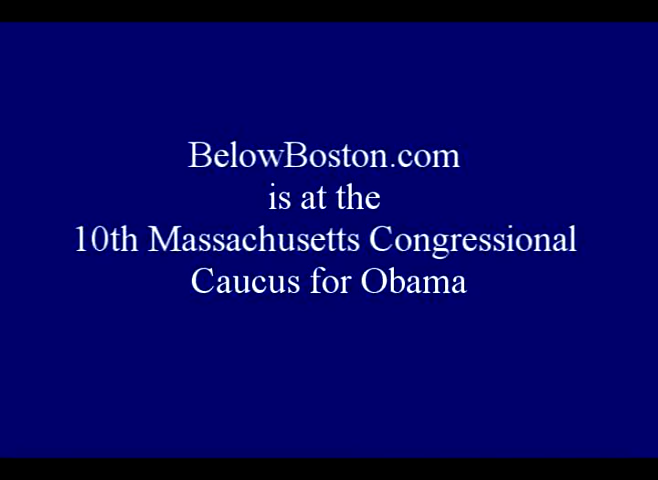 BelowBoston.com
is at the
10th Massachusetts Congressional
Caucus for Obama